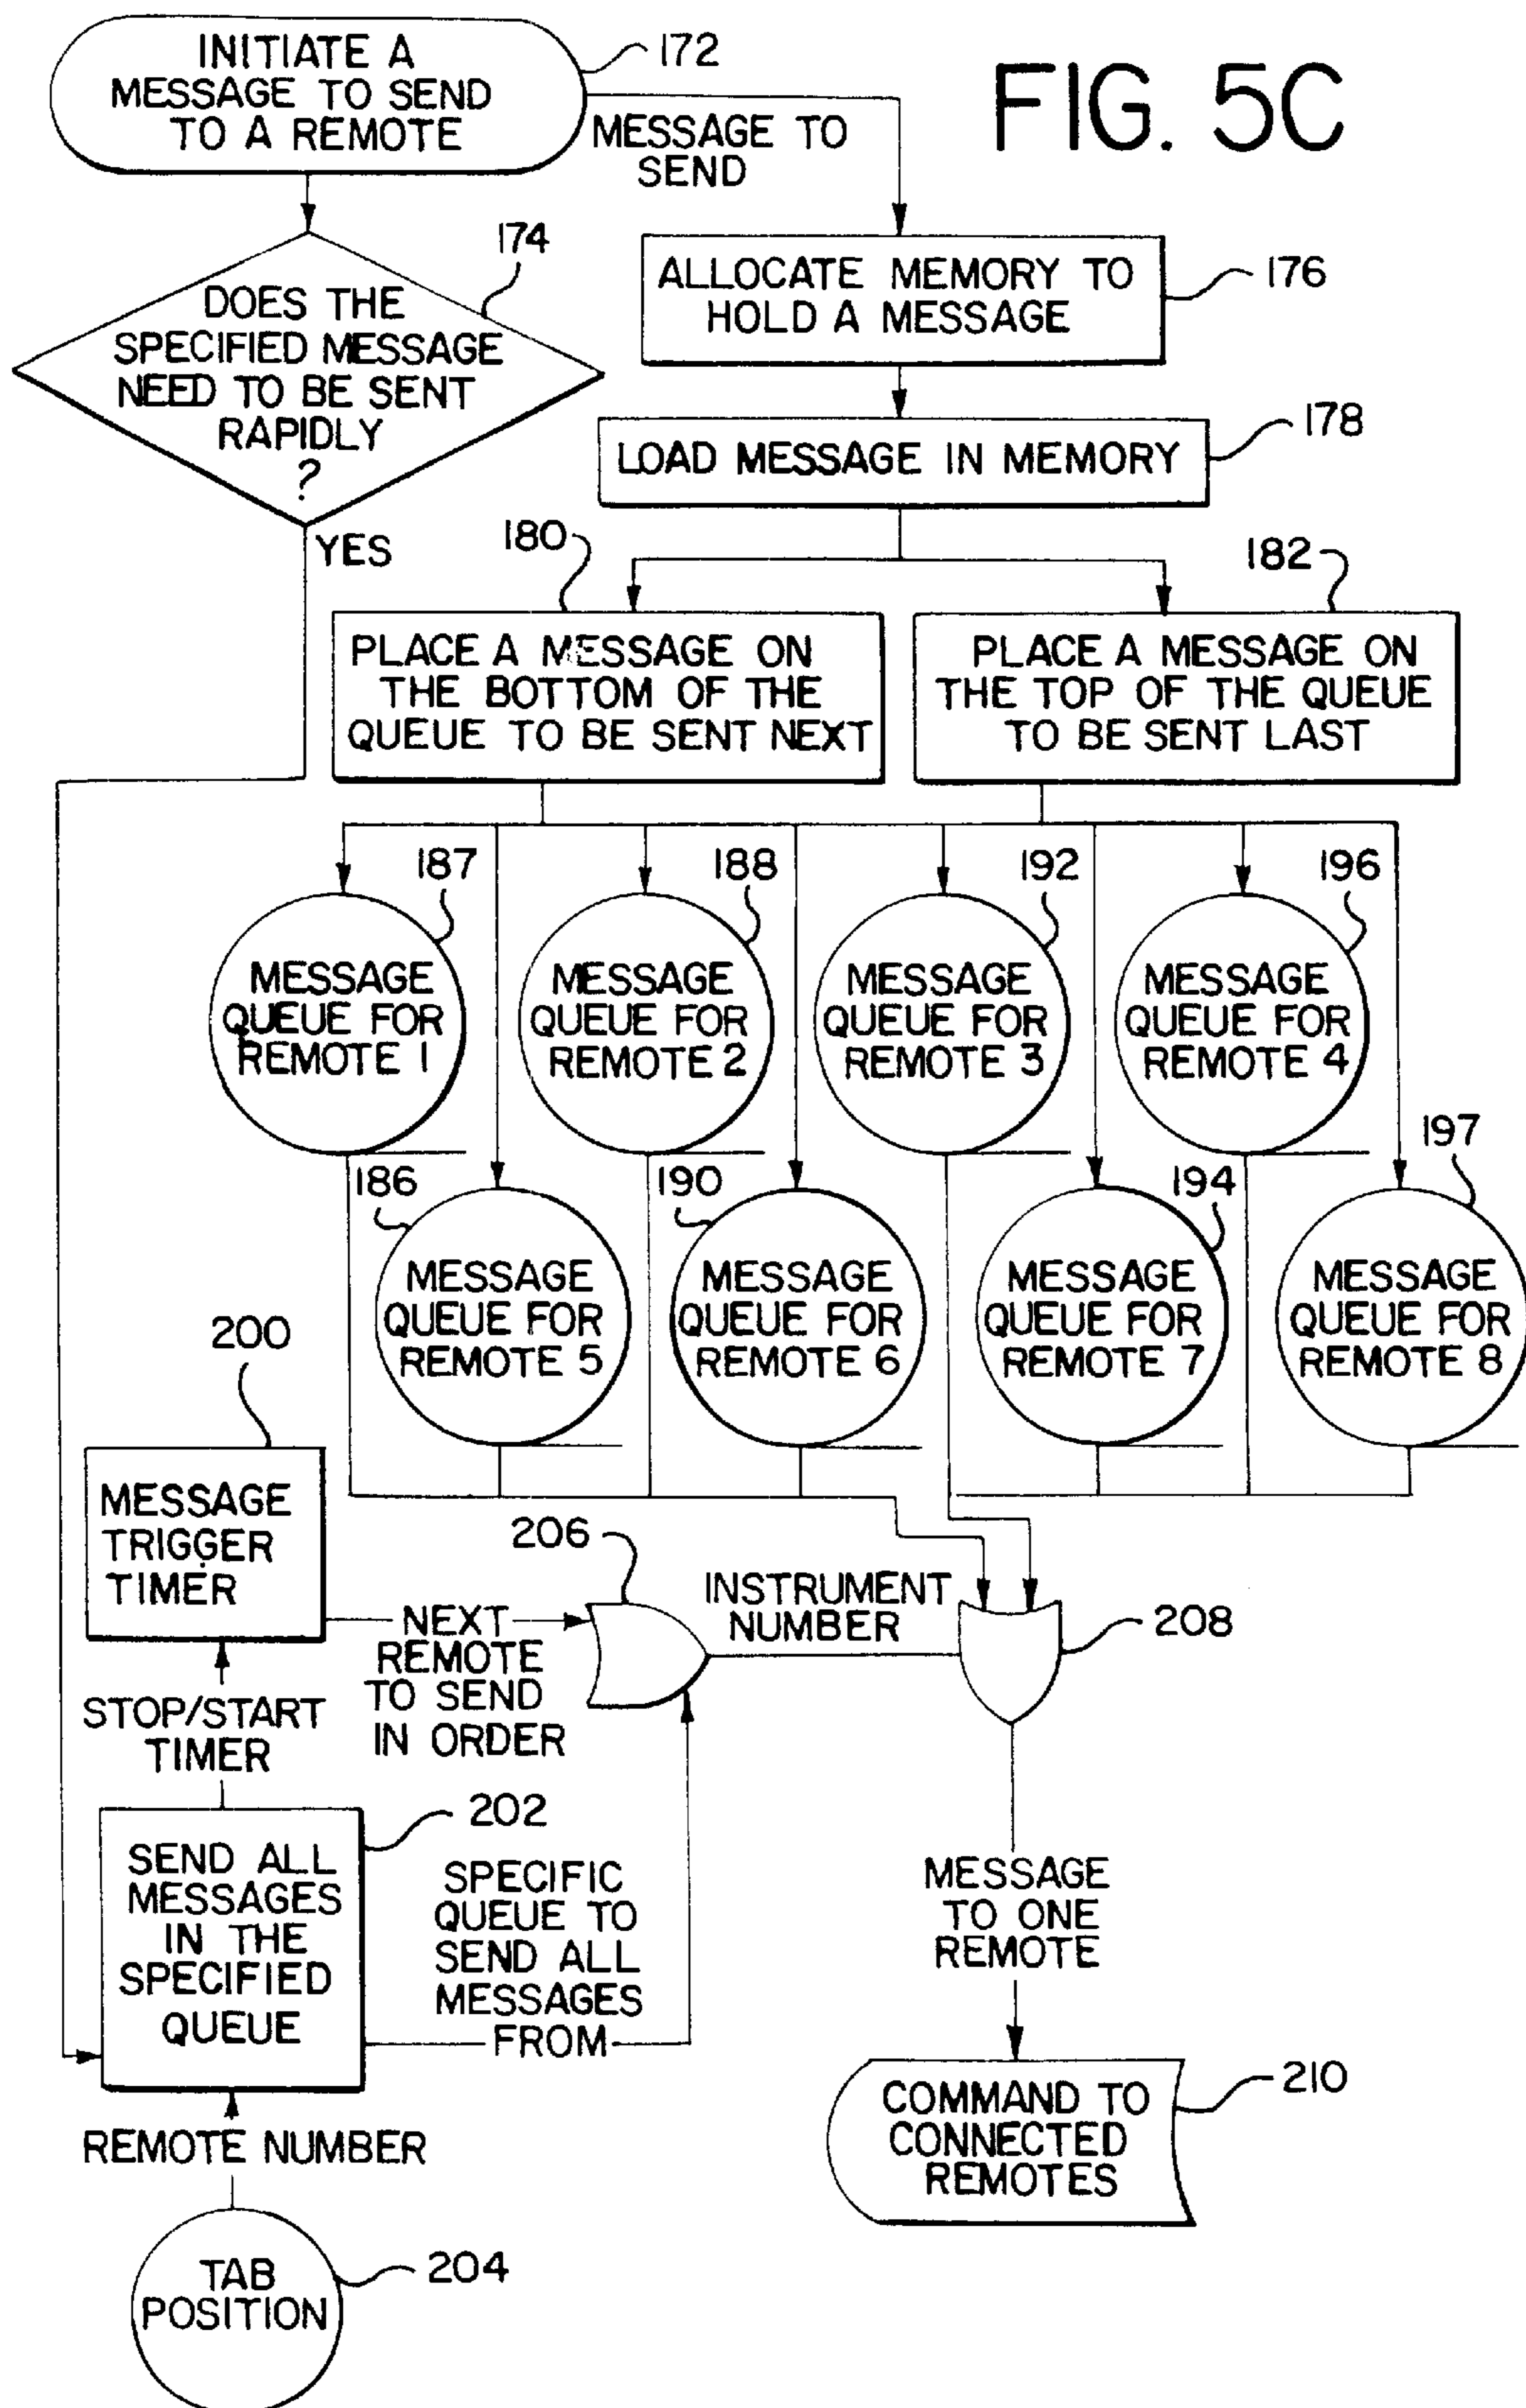 FIG. 5C
INITIATE A
MESSAGE TO SEND
TO A REMOTE
172
MESSAGE TO
SEND
174
DOES THE
SPECIFIED MESSAGE
NEED TO BE SENT
RAPIDLY
?
YES
ALLOCATE MEMORY TO
HOLD A MESSAGE
176
LOAD MESSAGE IN MEMORY
178
180
PLACE A MESSAGE ON
THE BOTTOM OF THE
QUEUE TO BE SENT NEXT
182
PLACE A MESSAGE ON
THE TOP OF THE QUEUE
TO BE SENT LAST
187
MESSAGE
QUEUE FOR
REMOTE 1
188
MESSAGE
QUEUE FOR
REMOTE 2
192
MESSAGE
QUEUE FOR
REMOTE 3
196
MESSAGE
QUEUE FOR
REMOTE 4
186
MESSAGE
QUEUE FOR
REMOTE 5
190
MESSAGE
QUEUE FOR
REMOTE 6
194
MESSAGE
QUEUE FOR
REMOTE 7
197
MESSAGE
QUEUE FOR
REMOTE 8
200
MESSAGE
TRIGGER
TIMER
NEXT
REMOTE
TO SEND
IN ORDER
206
INSTRUMENT
NUMBER
208
STOP/START
TIMER
202
SEND ALL
MESSAGES
IN THE
SPECIFIED
QUEUE
SPECIFIC
QUEUE TO
SEND ALL
MESSAGES
FROM
MESSAGE
TO ONE
REMOTE
REMOTE NUMBER
COMMAND TO
CONNECTED
REMOTES
210
TAB
POSITION
204